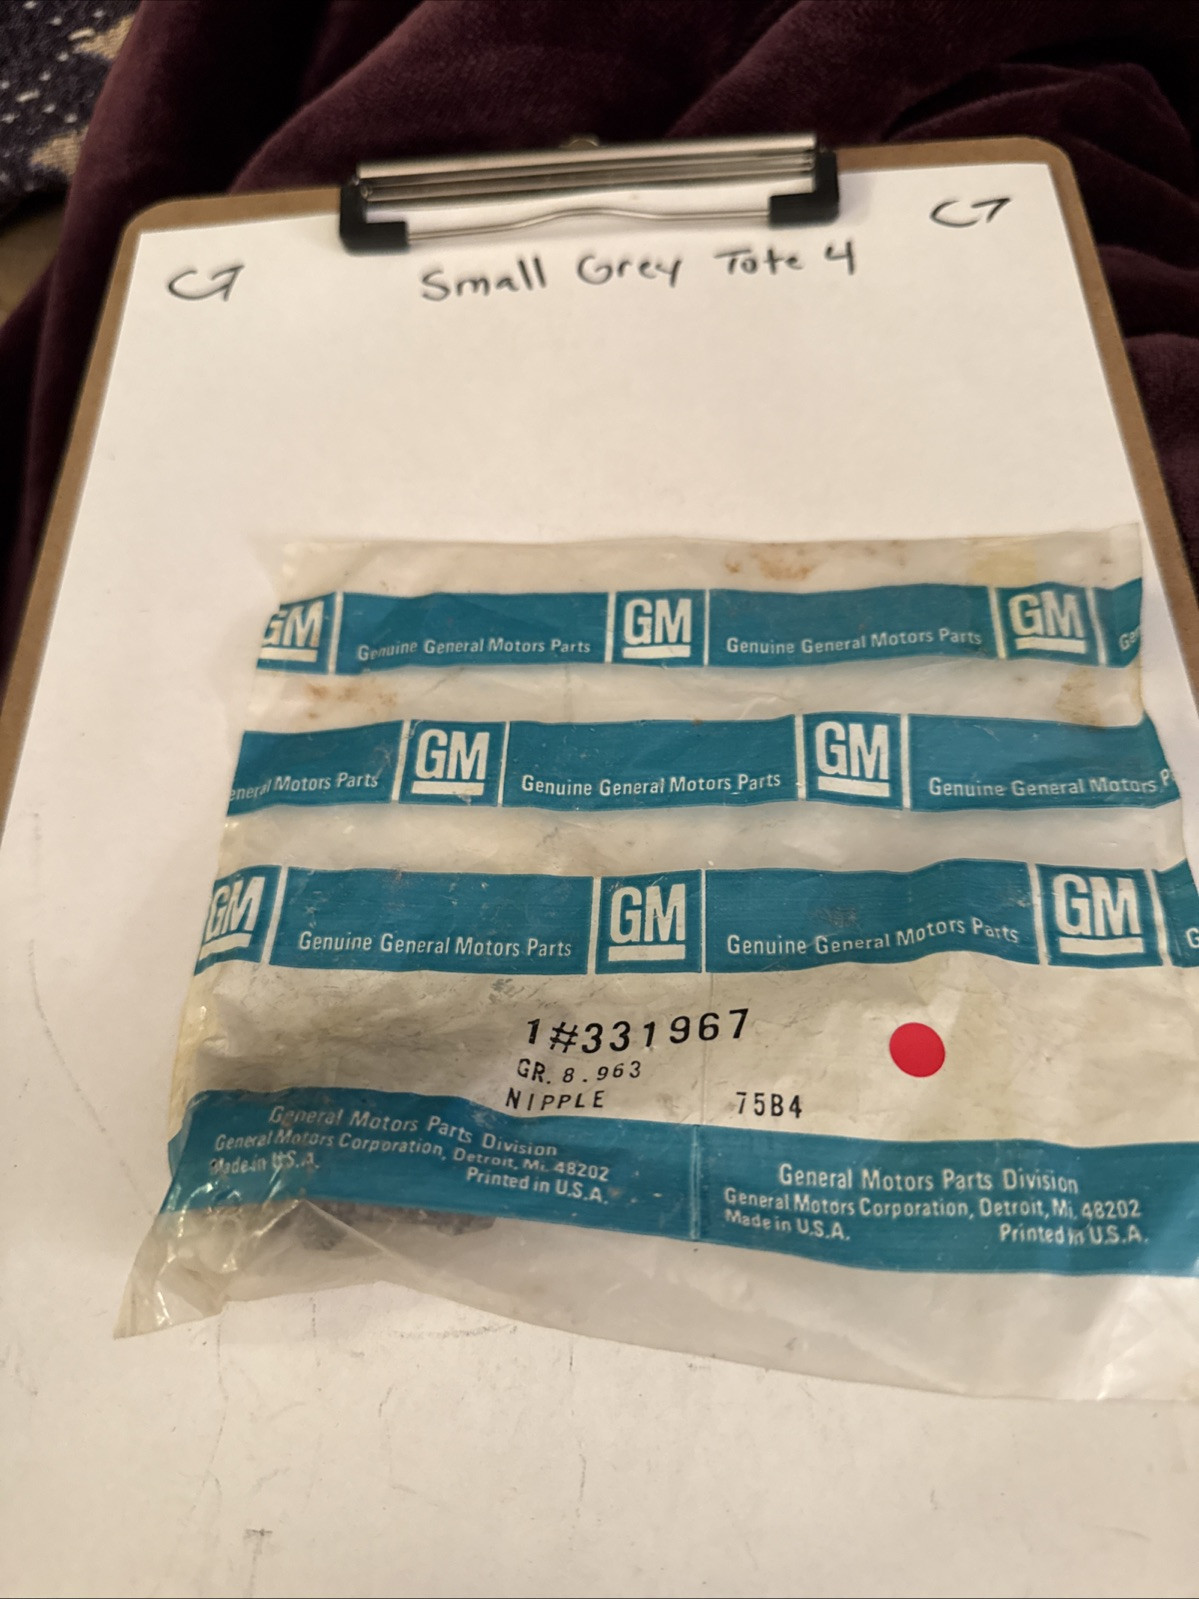 Small Grey Tote 4
GM Genuine General Motors Parts GM Genuine General Motors Parts GM
eneral Motors Parts GM Genuine General Motors Parts GM Genuine General Motors P
GM Genuine General Motors Parts GM Genuine General Motors Parts GM G
1#331967
GR. 8.963
NIPPLE 75B4
General Motors Parts Division
General Motors Corporation, Detroit, Mi. 48202
Made in U.S.A. Printed in U.S.A.
General Motors Parts Division
General Motors Corporation, Detroit, Mi. 48202
Made in U.S.A. Printed in U.S.A.